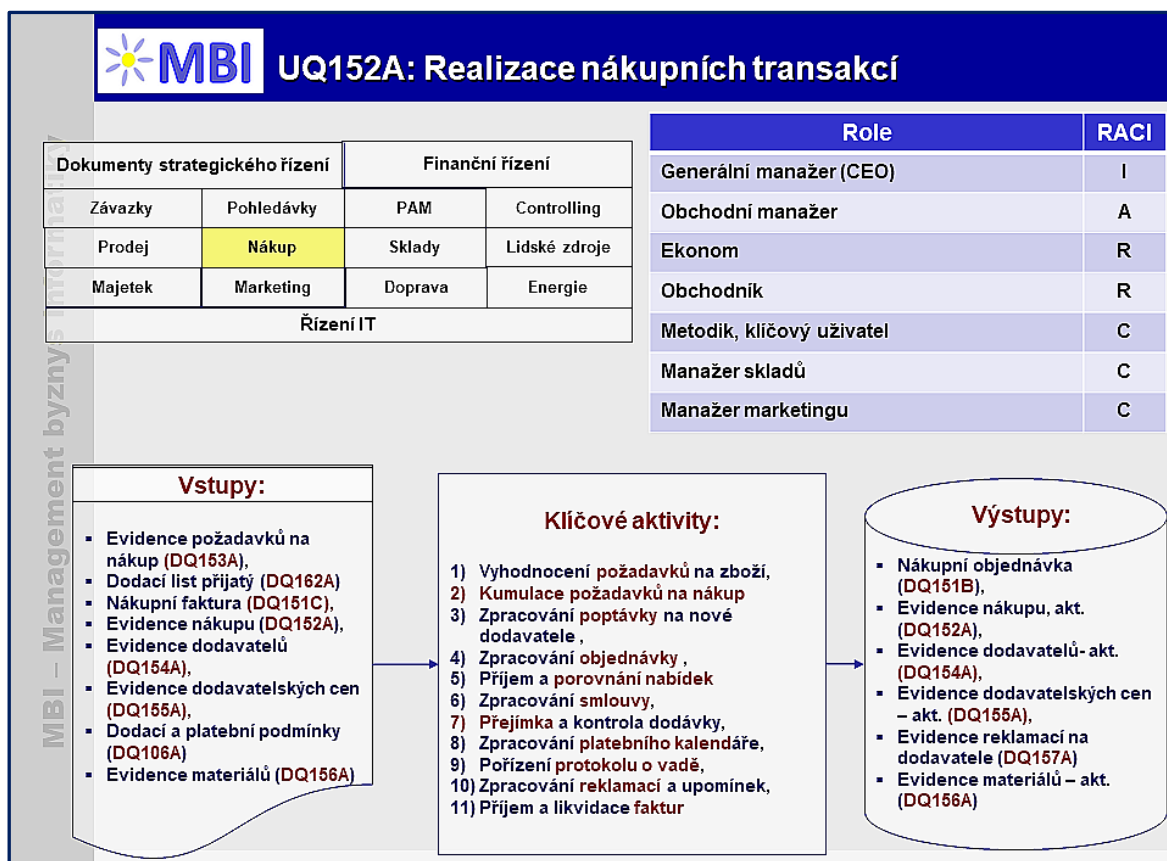 MBI
UQ152A: Realizace nákupních transakcí
MBI – Management byznys informatiky
Dokumenty strategického řízení
Finanční řízení
Závazky
Pohledávky
PAM
Controlling
Prodej
Nákup
Sklady
Lidské zdroje
Majetek
Marketing
Doprava
Energie
Řízení IT
Role RACI
Generální manažer (CEO) I
Obchodní manažer A
Ekonom R
Obchodník R
Metodik, klíčový uživatel C
Manažer skladů C
Manažer marketingu C
Vstupy:
▪ Evidence požadavků na
nákup (DQ153A),
▪ Dodací list přijatý (DQ162A)
▪ Nákupní faktura (DQ151C),
▪ Evidence nákupu (DQ152A),
▪ Evidence dodavatelů
(DQ154A),
▪ Evidence dodavatelských cen
(DQ155A),
▪ Dodací a platební podmínky
(DQ106A)
▪ Evidence materiálů (DQ156A)
Klíčové aktivity:
1) Vyhodnocení požadavků na zboží,
2) Kumulace požadavků na nákup
3) Zpracování poptávky na nové
dodavatele ,
4) Zpracování objednávky ,
5) Příjem a porovnání nabídek
6) Zpracování smlouvy,
7) Přejímka a kontrola dodávky,
8) Zpracování platebního kalendáře,
9) Pořízení protokolu o vadě,
10) Zpracování reklamací a upomínek,
11) Příjem a likvidace faktur
Výstupy:
▪ Nákupní objednávka
(DQ151B),
▪ Evidence nákupu, akt.
(DQ152A),
▪ Evidence dodavatelů- akt.
(DQ154A),
▪ Evidence dodavatelských cen
– akt. (DQ155A),
▪ Evidence reklamací na
dodavatele (DQ157A)
▪ Evidence materiálů – akt.
(DQ156A)